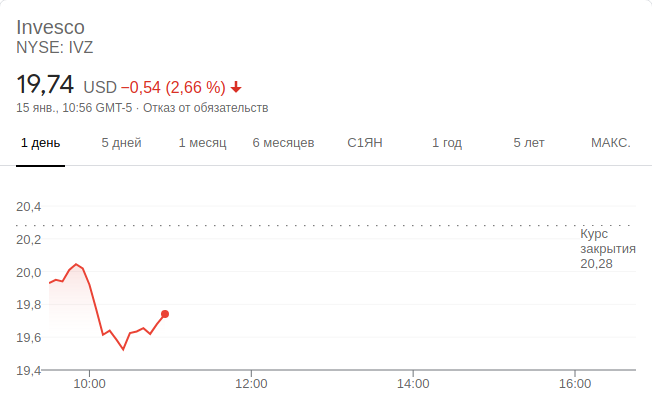 Invesco
NYSE: IVZ
19,74 USD −0,54 (2,66 %)
15 янв., 10:56 GMT-5 · Отказ от обязательств
1 день 5 дней 1 месяц 6 месяцев С1ЯН 1 год 5 лет МАКС.
20,4
Курс
20,2
закрытия
20,28
20,0
19,8
19,6
19,4
10:00 12:00 14:00 16:00